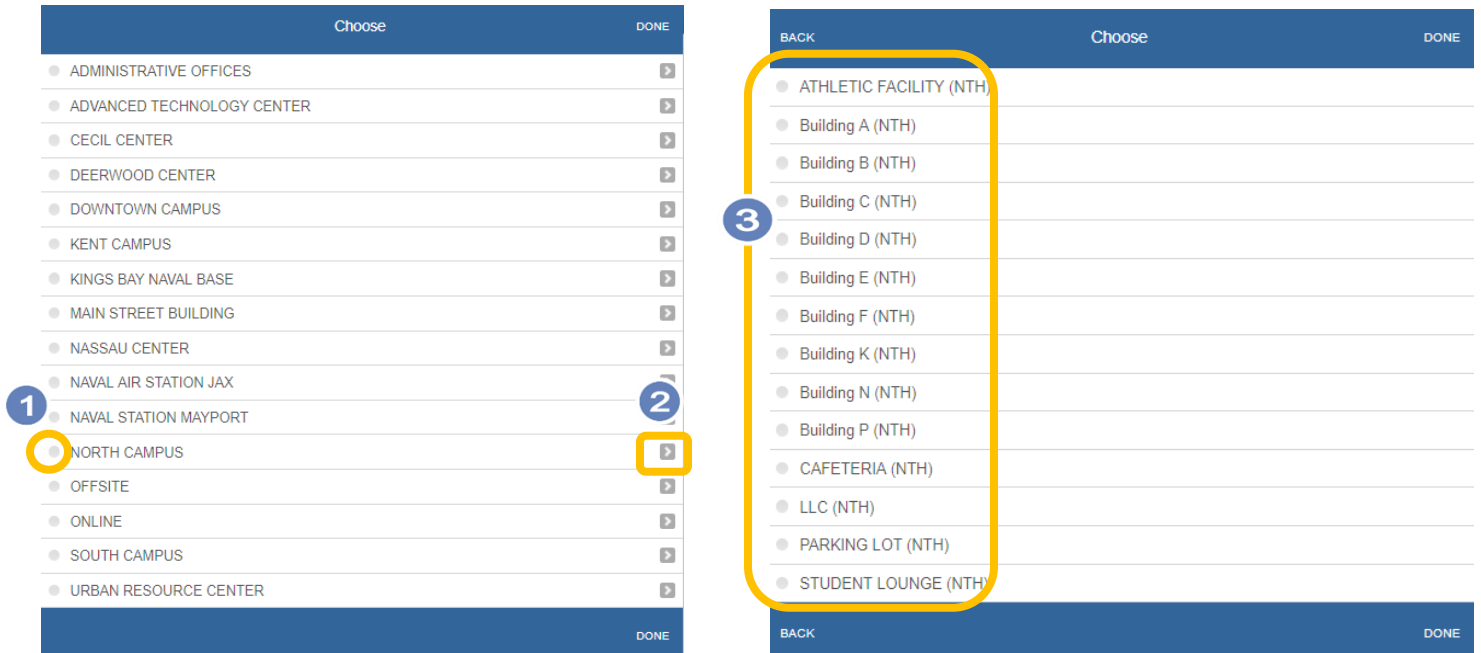 Choose DONE
ADMINISTRATIVE OFFICES
ADVANCED TECHNOLOGY CENTER
CECIL CENTER
DEERWOOD CENTER
DOWNTOWN CAMPUS
KENT CAMPUS
KINGS BAY NAVAL BASE
MAIN STREET BUILDING
NASSAU CENTER
NAVAL AIR STATION JAX
1 2
NAVAL STATION MAYPORT
NORTH CAMPUS
OFFSITE
ONLINE
SOUTH CAMPUS
URBAN RESOURCE CENTER
DONE
BACK Choose DONE
ATHLETIC FACILITY (NTH)
Building A (NTH)
Building B (NTH)
Building C (NTH)
3
Building D (NTH)
Building E (NTH)
Building F (NTH)
Building K (NTH)
Building N (NTH)
Building P (NTH)
CAFETERIA (NTH)
LLC (NTH)
PARKING LOT (NTH)
STUDENT LOUNGE (NTH)
BACK DONE